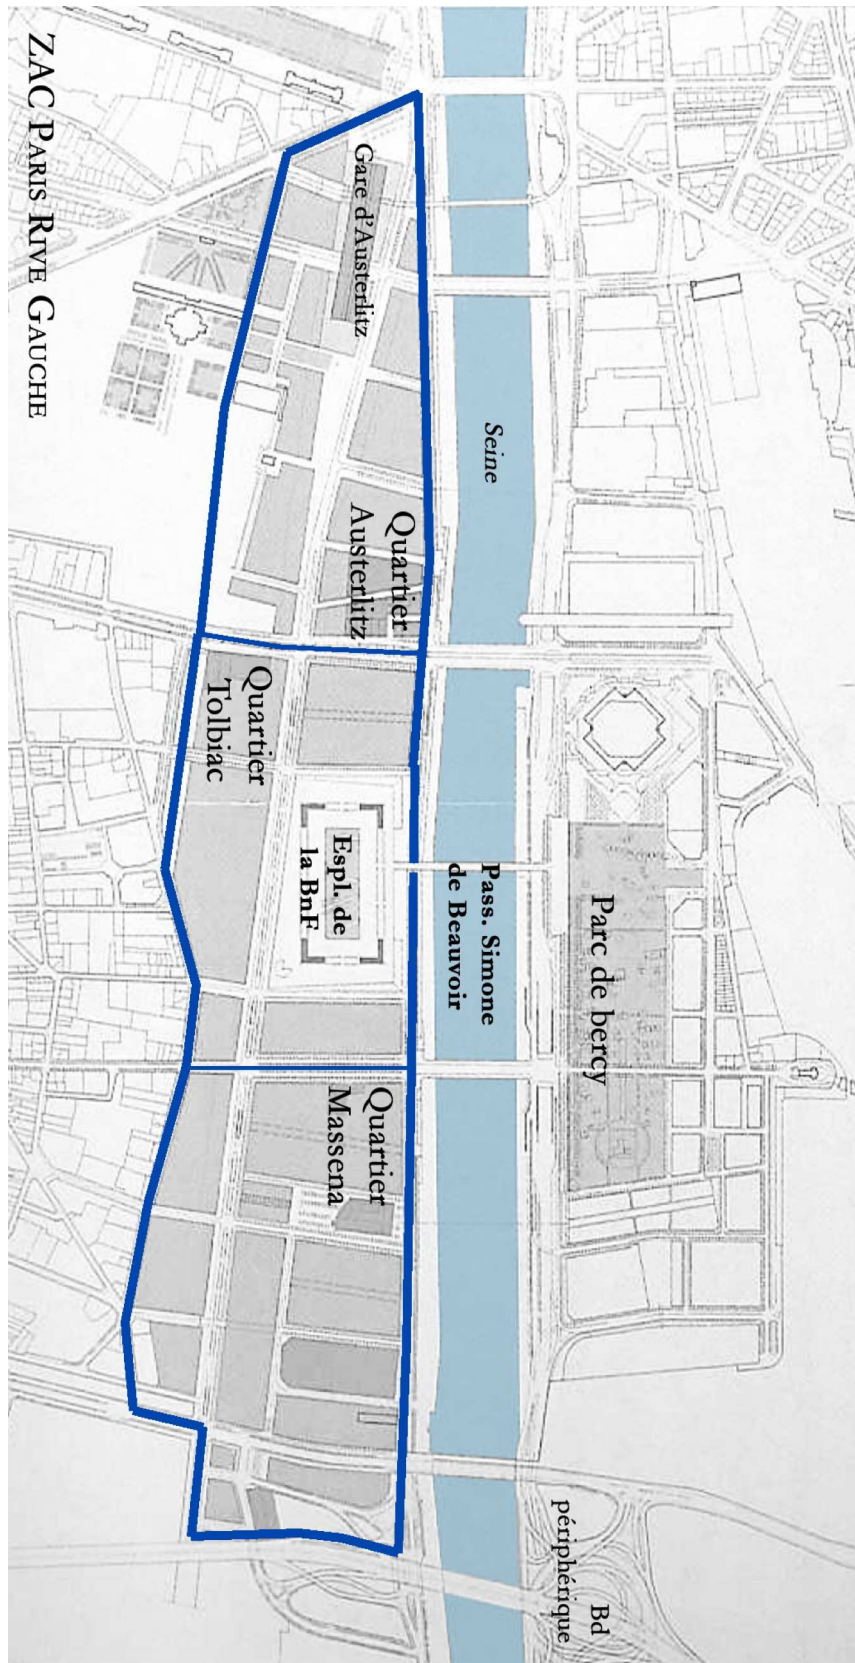 Parc de bercy
Bd
périphérique
Seine
Pass. Simone
de Beauvoir
Gare d'Austerlitz
Quartier
Austerlitz
Espl. de
la BnF
Quartier
Massena
Quartier
Tolbiac
ZAC PARIS RIVE GAUCHE